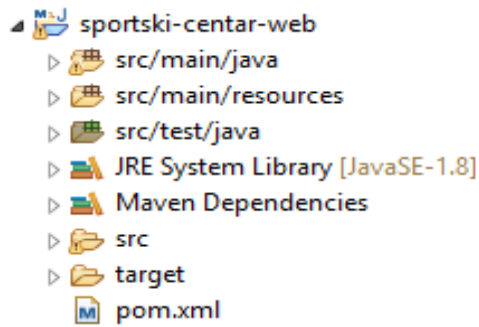 sportski-centar-web
src/main/java
src/main/resources
src/test/java
JRE System Library [JavaSE-1.8]
Maven Dependencies
src
target
pom.xml